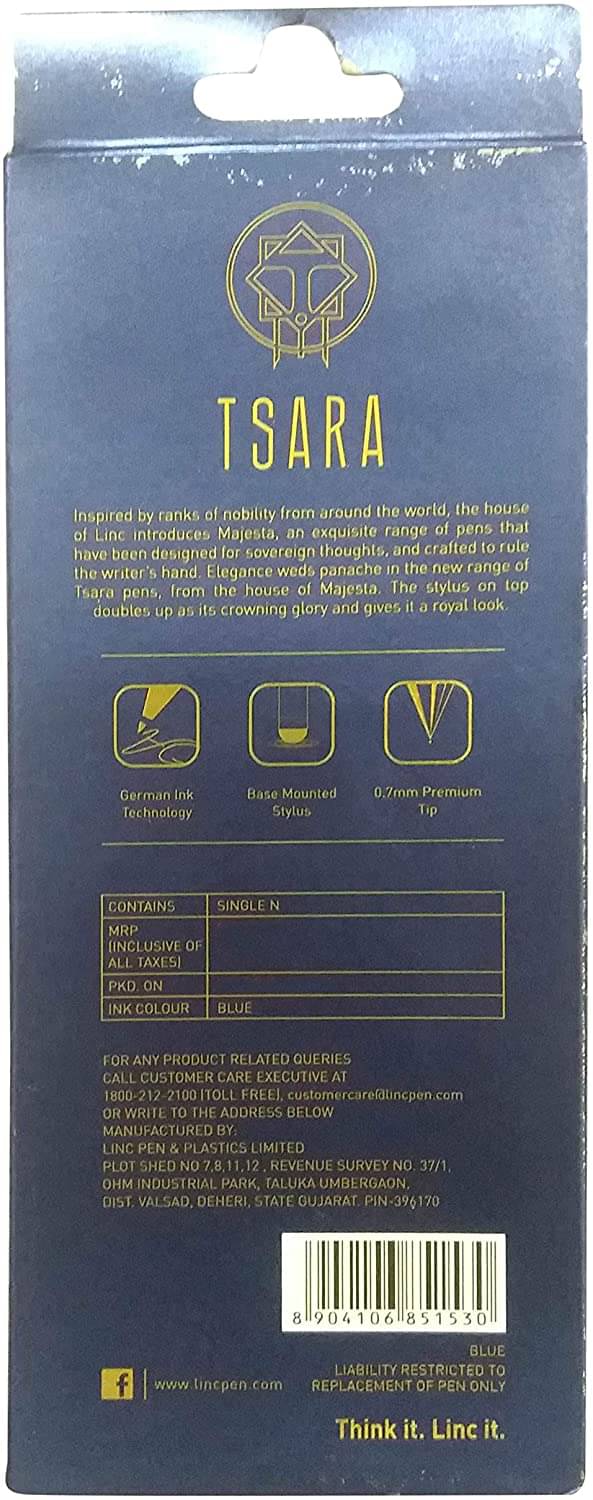 TSARA
Inspired by ranks of nobility from around the world, the house
of Linc introduces Majesta, an exquisite range of pens that
have been designed for sovereign thoughts, and crafted to rule
the writer's hand. Elegance weds panache in the new range of
Tsara pens, from the house of Majesta. The stylus on top
doubles up as its crowning glory and gives it a royal look.
German Ink
Technology
Base Mounted
Stylus
0.7mm Premium
Tip
CONTAINS SINGLE N
MRP
(INCLUSIVE OF
ALL TAXES)
PKD. ON
INK COLOUR BLUE
FOR ANY PRODUCT RELATED QUERIES
CALL CUSTOMER CARE EXECUTIVE AT
1800-212-2100 (TOLL FREE), customercare@lincpen.com
OR WRITE TO THE ADDRESS BELOW
MANUFACTURED BY:
LINC PEN & PLASTICS LIMITED
PLOT SHED NO 7,8,11,12 , REVENUE SURVEY NO. 37/1,
OHM INDUSTRIAL PARK, TALUKA UMBERGAON,
DIST. VALSAD, DEHERI, STATE GUJARAT. PIN-396170
8 904106 851530
BLUE
LIABILITY RESTRICTED TO
REPLACEMENT OF PEN ONLY
f www.lincpen.com
Think it. Linc it.